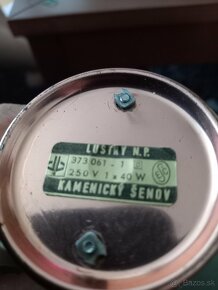 LUSTRY N.P.
373 061 - 1
250 V 1 x 40 W
KAMENICKÝ ŠENOV
Bazos.sk